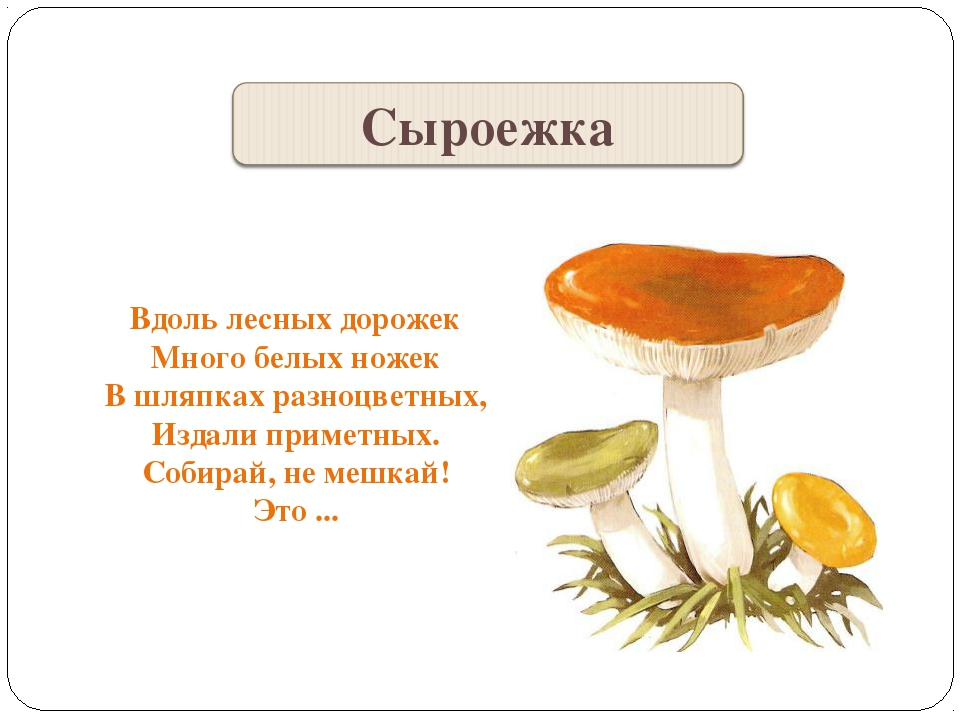 Сыроежка
Вдоль лесных дорожек
Много белых ножек
В шляпках разноцветных,
Издали приметных.
Собирай, не мешкай!
Это ...